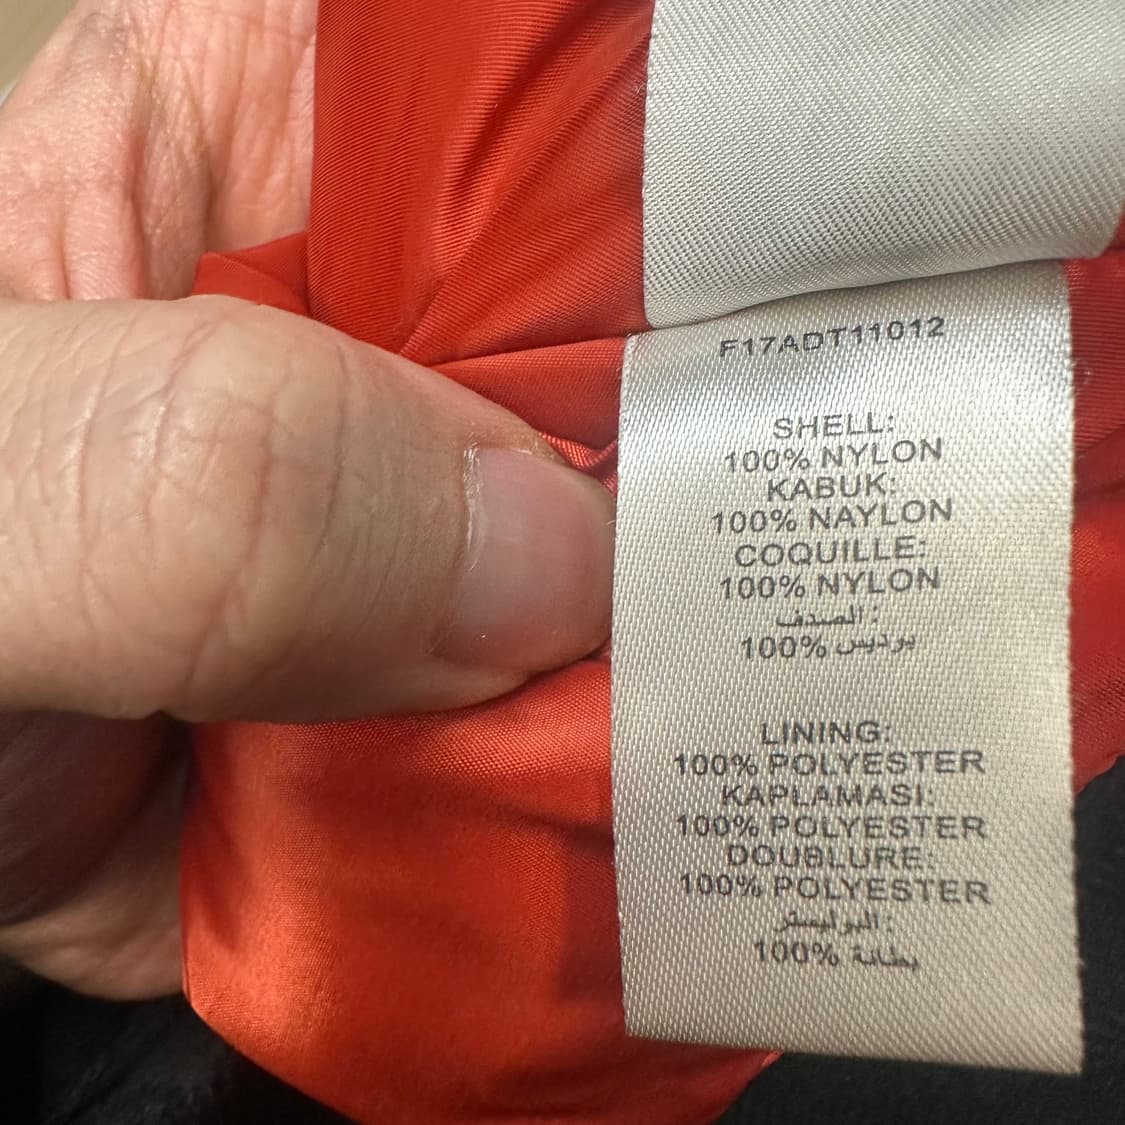 F17ADT11012
SHELL:
100% NYLON
KABUK:
100% NAYLON
COQUILLE:
100% NYLON
الصدف:
100%
LINING:
100% POLYESTER
KAPLAMASI:
100% POLYESTER
DOUBLURE:
100% POLYESTER
البوليستر:
100% بطانة